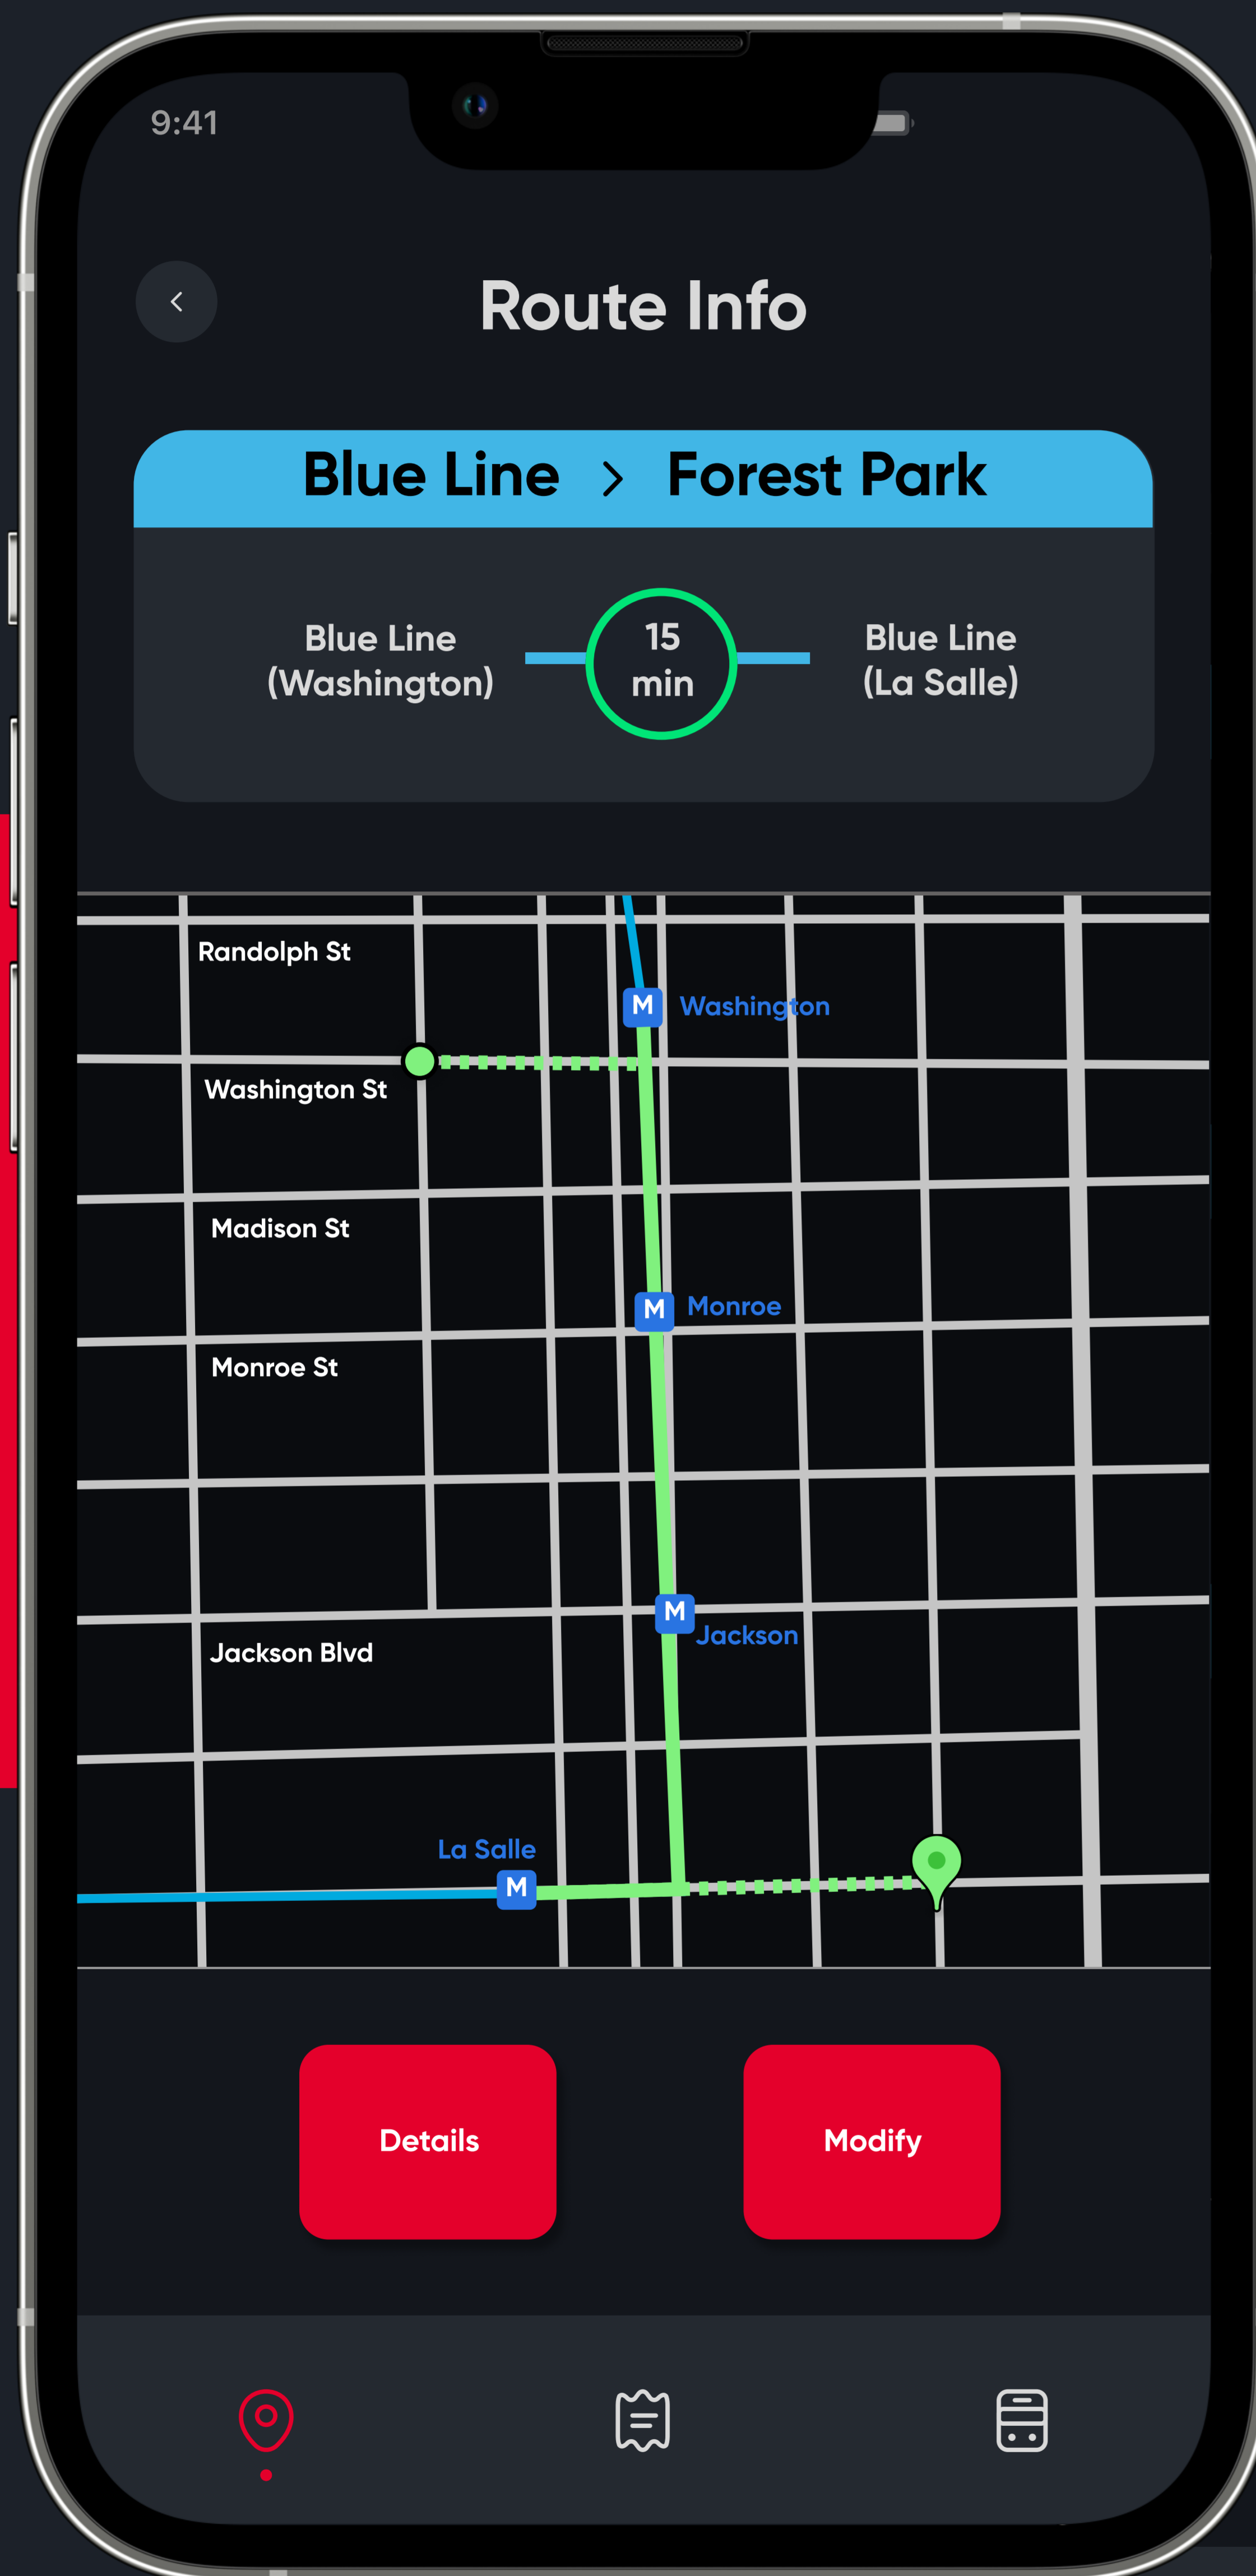 9:41
Route Info
Blue Line > Forest Park
Blue Line
(Washington)
15
min
Blue Line
(La Salle)
Randolph St
M Washington
Washington St
Madison St
M Monroe
Monroe St
M
Jackson
Jackson Blvd
La Salle
M
Details
Modify